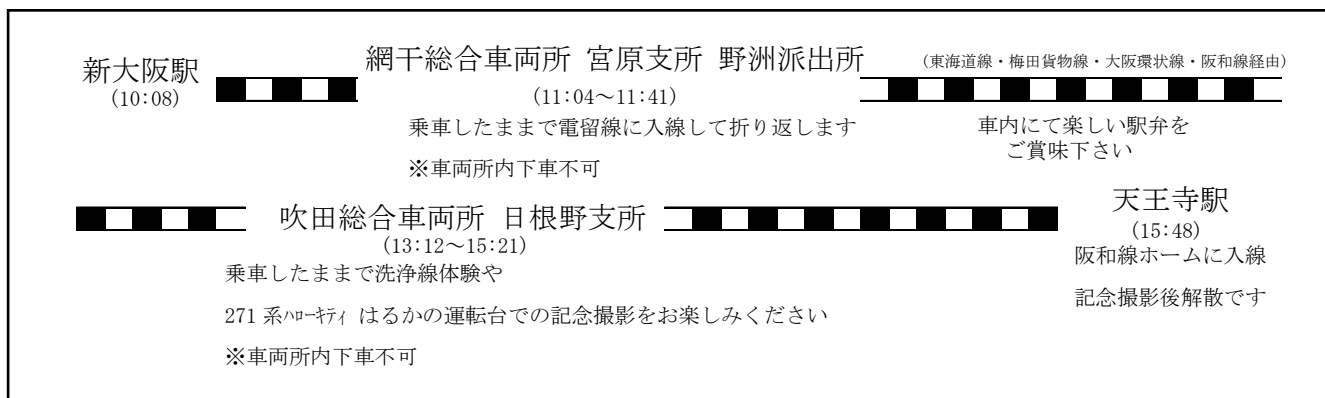 新大阪駅
(10:08)
網干総合車両所 宮原支所 野洲派出所
(11:04～11:41)
乗車したままで電留線に入線して折り返します
※車両所内下車不可
(東海道線・梅田貨物線・大阪環状線・阪和線経由)
車内にて楽しい駅弁を
ご賞味下さい
吹田総合車両所 日根野支所
(13:12～15:21)
乗車したままで洗浄線体験や
271 系ﾊﾛｰｷﾃｨ はるかの運転台での記念撮影をお楽しみください
※車両所内下車不可
天王寺駅
(15:48)
阪和線ホームに入線
記念撮影後解散です